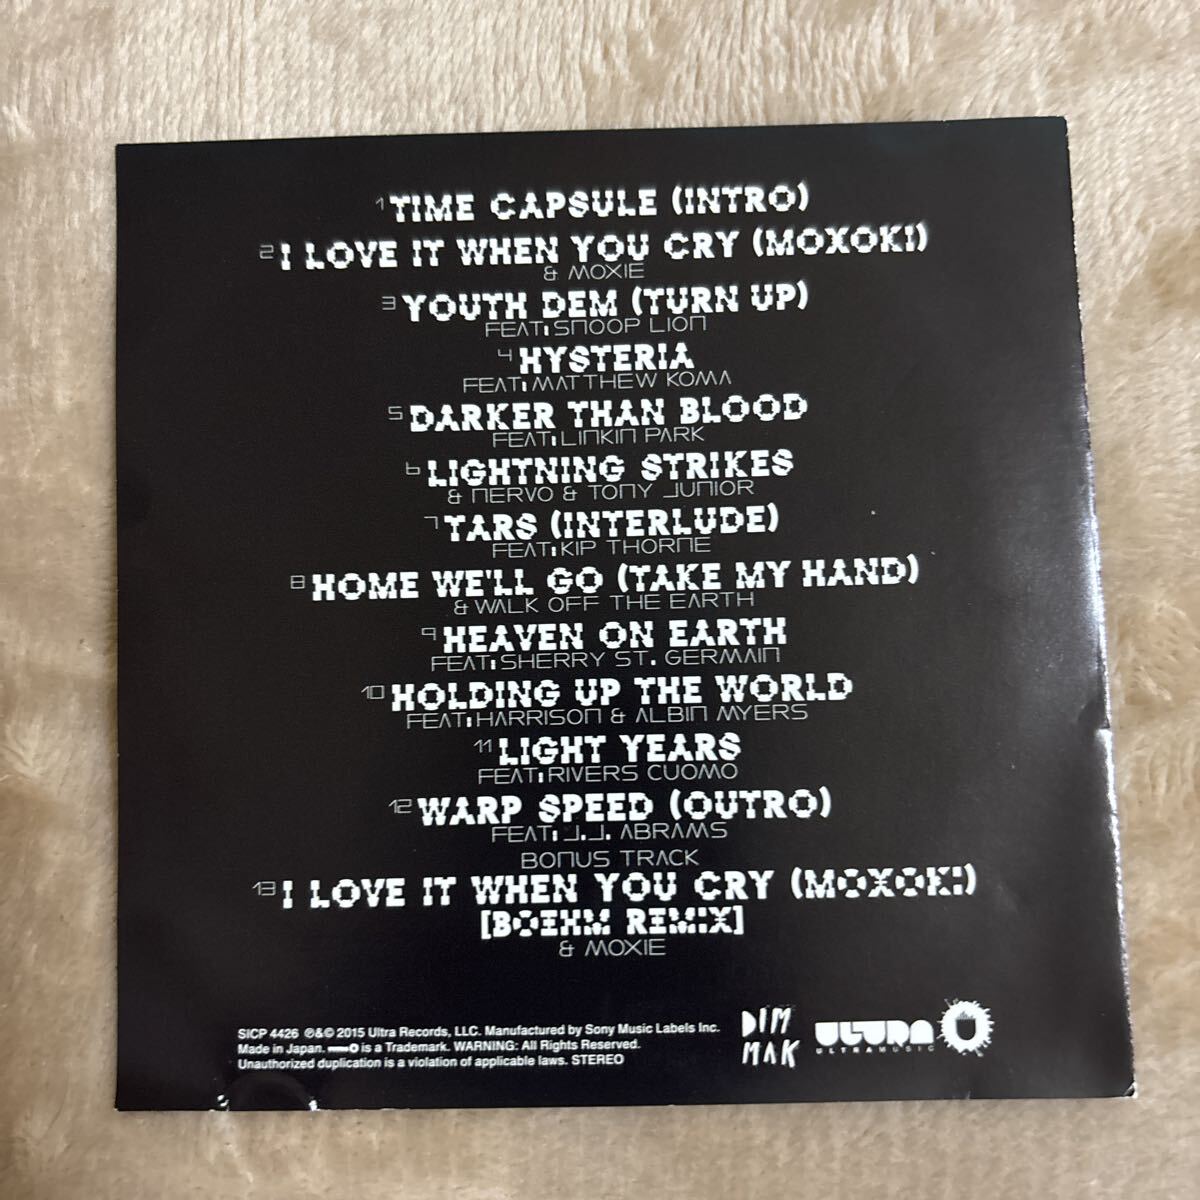 1 TIME CAPSULE (INTRO)
2 I LOVE IT WHEN YOU CRY (MOXOKI)
& MOXIE
3 YOUTH DEM (TURN UP)
FEAT: SNOOP LION
4 HYSTERIA
FEAT: MATTHEW KOMA
5 DARKER THAN BLOOD
FEAT: LINKIN PARK
6 LIGHTNING STRIKES
& NERVO & TONY JUNIOR
7 TARS (INTERLUDE)
FEAT: KIP THORNE
8 HOME WE'LL GO (TAKE MY HAND)
& WALK OFF THE EARTH
9 HEAVEN ON EARTH
FEAT: SHERRY ST. GERMAIN
10 HOLDING UP THE WORLD
FEAT: HARRISON & ALBIN MYERS
11 LIGHT YEARS
FEAT: RIVERS CUOMO
12 WARP SPEED (OUTRO)
FEAT: J.J. ABRAMS
BONUS TRACK
13 I LOVE IT WHEN YOU CRY (MOXOKI)
[BOEHM REMIX]
& MOXIE
SICP 4426 ℗&© 2015 Ultra Records, LLC. Manufactured by Sony Music Labels Inc.
Made in Japan. is a Trademark. WARNING: All Rights Reserved.
Unauthorized duplication is a violation of applicable laws. STEREO
DIM
MAK
ULTRA
ULTRAMUSIC